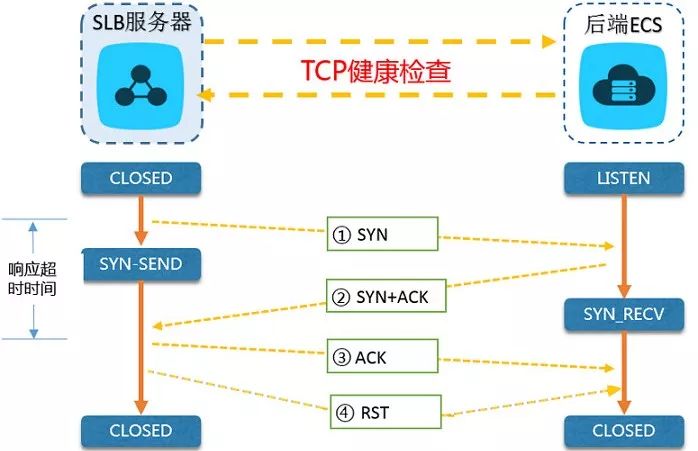 SLB服务器
后端ECS
TCP健康检查
CLOSED
LISTEN
① SYN
响应超
时时间
SYN-SEND
② SYN+ACK
SYN_RECV
③ ACK
④ RST
CLOSED
CLOSED